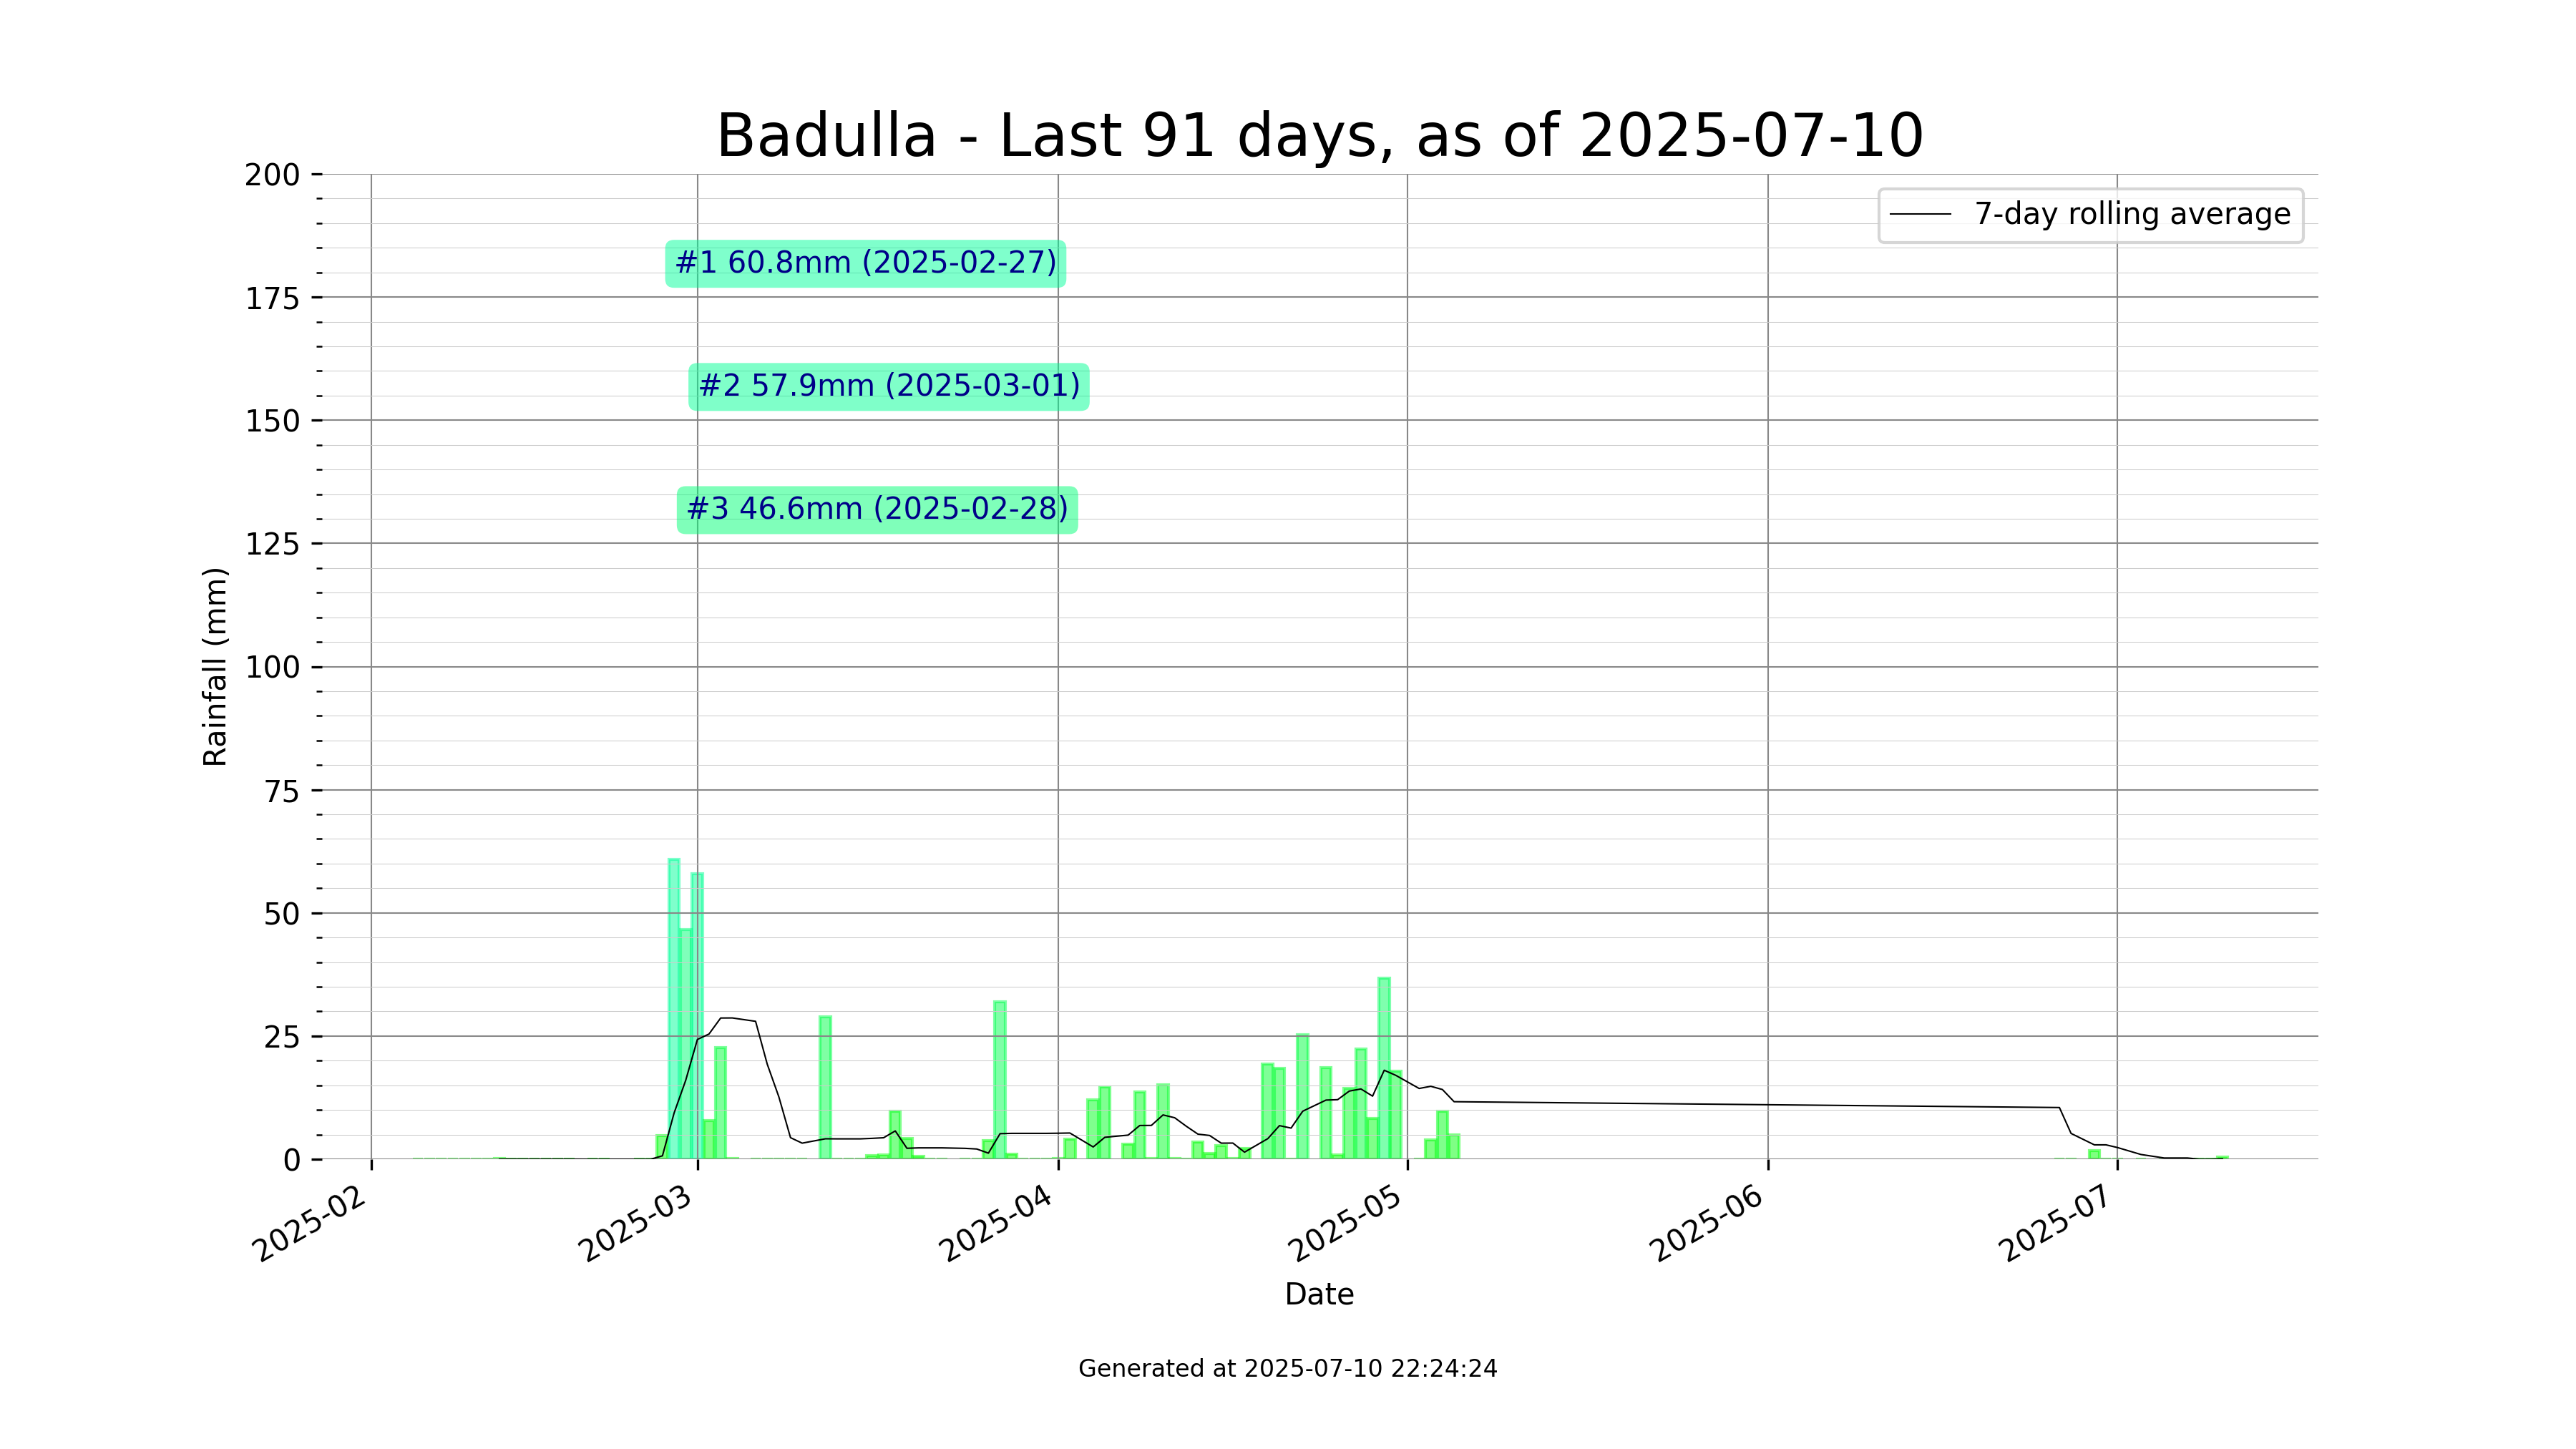 Badulla - Last 91 days, as of 2025-07-10
7-day rolling average
#1 60.8mm (2025-02-27)
#2 57.9mm (2025-03-01)
#3 46.6mm (2025-02-28)
Rainfall (mm)
200
175
150
125
100
75
50
25
0
2025-02
2025-03
2025-04
2025-05
2025-06
2025-07
Date
Generated at 2025-07-10 22:24:24